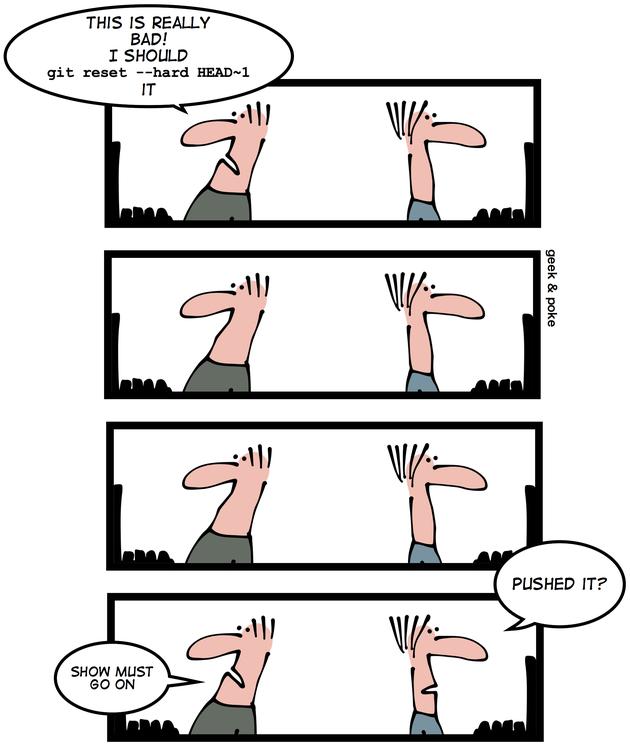 THIS IS REALLY
BAD!
I SHOULD
git reset --hard HEAD~1
IT
geek & poke
PUSHED IT?
SHOW MUST
GO ON